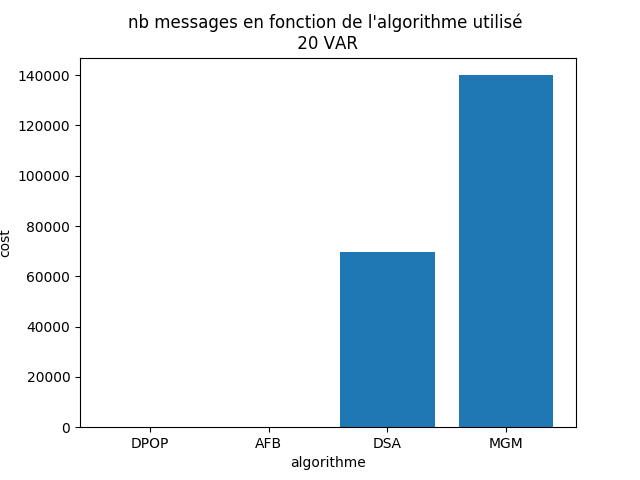 nb messages en fonction de l'algorithme utilisé
20 VAR
cost
140000
120000
100000
80000
60000
40000
20000
0
DPOP AFB DSA MGM
algorithme